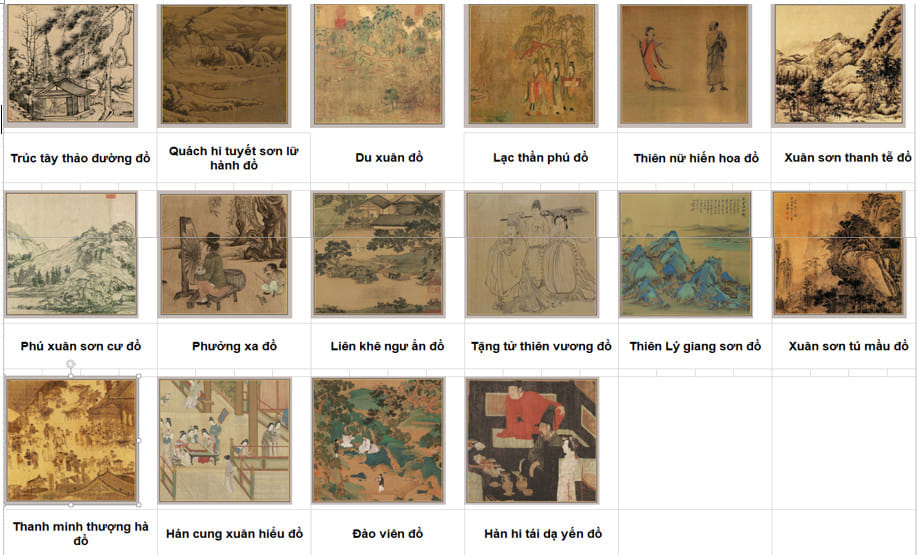 Trúc tây thảo đường đồ
Quách hi tuyết sơn lữ
hành đồ
Du xuân đồ
Lạc thần phú đồ
Thiên nữ hiến hoa đồ
Xuân sơn thanh tễ đồ
Phú xuân sơn cư đồ
Phưởng xa đồ
Liên khê ngư ẩn đồ
Tặng tử thiên vương đồ
Thiên Lý giang sơn đồ
Xuân sơn tú mầu đồ
Thanh minh thượng hà
đồ
Hán cung xuân hiểu đồ
Đào viên đồ
Hàn hi tái dạ yến đồ